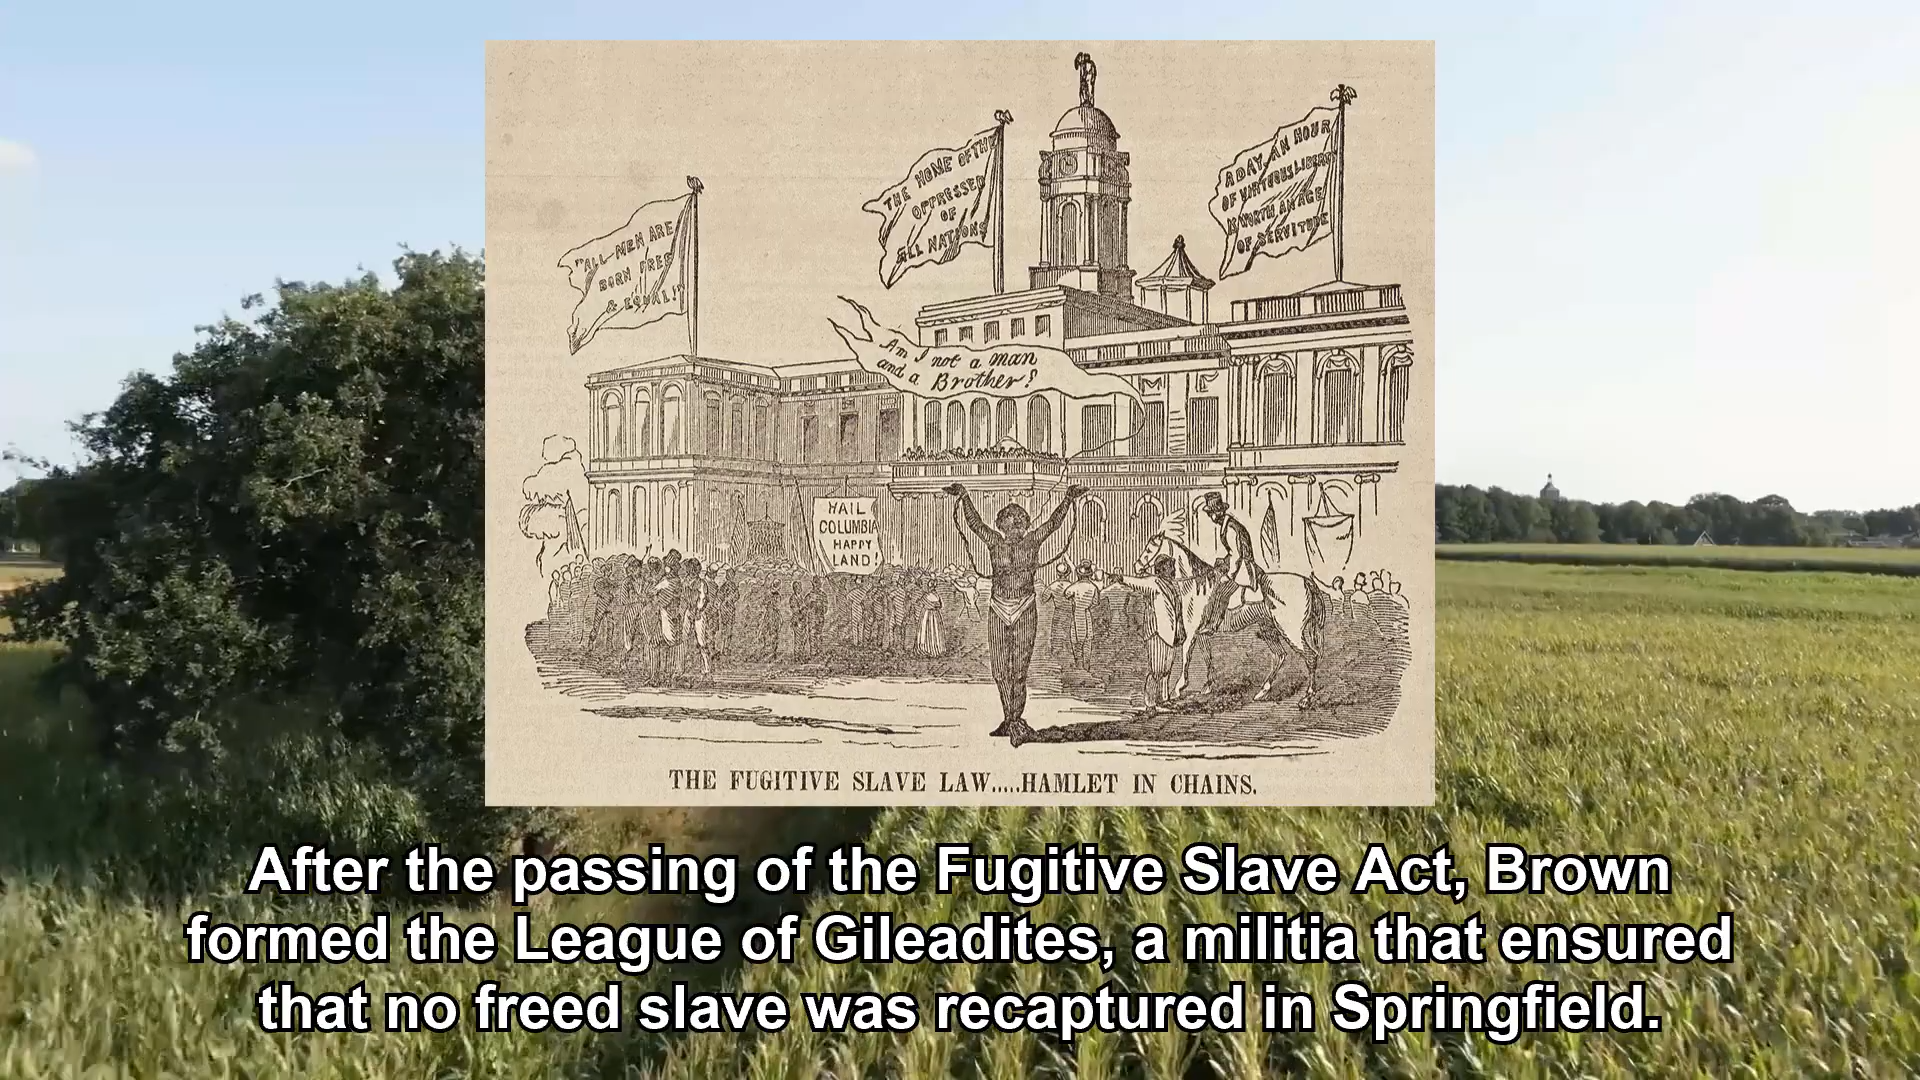 "ALL MEN ARE
BORN FREE
& EQUAL!"
THE HOME OF THE
OPPRESSED
OF
ALL NATIONS
A DAY, AN HOUR
OF VIRTUOUS LIBERTY
IS WORTH AN AGE
OF SERVITUDE
Am I not a man
and a Brother?
HAIL
COLUMBIA
HAPPY
LAND!
THE FUGITIVE SLAVE LAW.....HAMLET IN CHAINS.
After the passing of the Fugitive Slave Act, Brown
formed the League of Gileadites, a militia that ensured
that no freed slave was recaptured in Springfield.